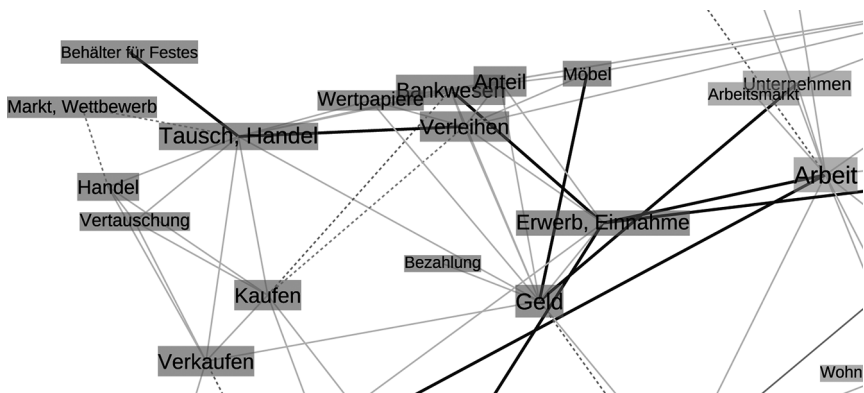 Behälter für Festes
Markt, Wettbewerb
Tausch, Handel
Wertpapiere
Bankwesen
Anteil
Möbel
Verleihen
Unternehmen
Arbeitsmarkt
Arbeit
Handel
Vertauschung
Erwerb, Einnahme
Bezahlung
Kaufen
Geld
Verkaufen
Wohn